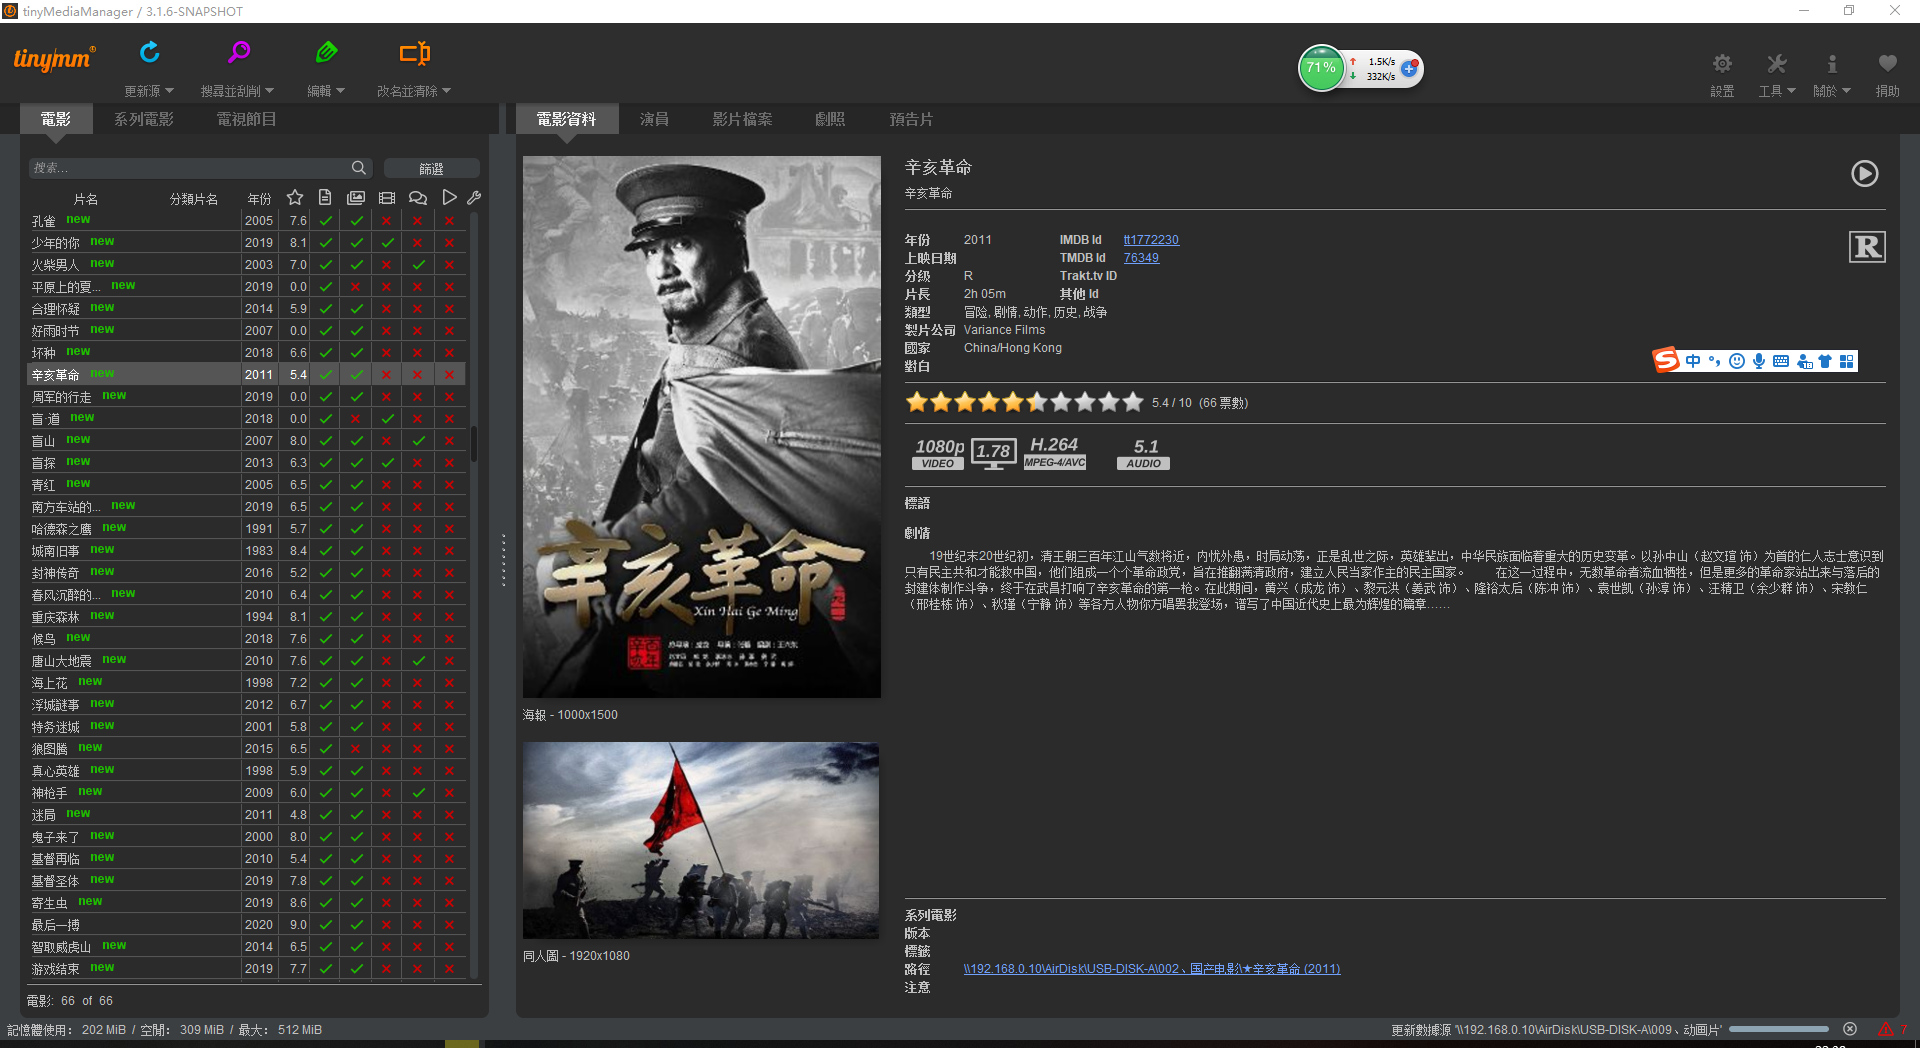 tinyMediaManager / 3.1.6-SNAPSHOT
tinymm®
更新源
搜尋並刮削
編輯
改名並清除
71%
1.5K/s
332K/s
設置
工具
關於
捐助
電影
系列電影
電視節目
電影資料
演員
影片檔案
劇照
預告片
搜索...
篩選
片名 分類片名 年份
孔雀 new 2005 7.6
少年的你 new 2019 8.1
火柴男人 new 2003 7.0
平原上的夏... new 2019 0.0
合理怀疑 new 2014 5.9
好雨时节 new 2007 0.0
坏种 new 2018 6.6
辛亥革命 new 2011 5.4
周军的行走 new 2019 0.0
盲·道 new 2018 0.0
盲山 new 2007 8.0
盲探 new 2013 6.3
青红 new 2005 6.5
南方车站的... new 2019 6.5
哈德森之鹰 new 1991 5.7
城南旧事 new 1983 8.4
封神传奇 new 2016 5.2
春风沉醉的... new 2010 6.4
重庆森林 new 1994 8.1
候鸟 new 2018 7.6
唐山大地震 new 2010 7.6
海上花 new 1998 7.2
浮城謎事 new 2012 6.7
特务迷城 new 2001 5.8
狼图腾 new 2015 6.5
真心英雄 new 1998 5.9
神枪手 new 2009 6.0
迷局 new 2011 4.8
鬼子来了 new 2000 8.0
基督再临 new 2010 5.4
基督圣体 new 2019 7.8
寄生虫 new 2019 8.6
最后一搏 2020 9.0
智取威虎山 new 2014 6.5
游戏结束 new 2019 7.7
電影: 66 of 66
辛亥革命
Xin Hai Ge Ming
海報 - 1000x1500
同人圖 - 1920x1080
辛亥革命
辛亥革命
年份 2011 IMDB Id tt1772230
上映日期 TMDB Id 76349
分级 R Trakt.tv ID
片長 2h 05m 其他 Id
類型 冒险, 剧情, 动作, 历史, 战争
製片公司 Variance Films
國家 China/Hong Kong
對白
R
中
5.4 / 10 (66 票數)
1080p VIDEO 1.78 H.264 MPEG-4/AVC 5.1 AUDIO
標語
劇情
19世纪末20世纪初，清王朝三百年江山气数将近，内忧外患，时局动荡，正是乱世之际，英雄辈出，中华民族面临着重大的历史变革。以孙中山（赵文瑄 饰）为首的仁人志士意识到
只有民主共和才能救中国，他们组成一个个革命政党，旨在推翻满清政府，建立人民当家作主的民主国家。 在这一过程中，无数革命者流血牺牲，但是更多的革命家站出来与落后的
封建体制作斗争，终于在武昌打响了辛亥革命的第一枪。在此期间，黄兴（成龙 饰）、黎元洪（姜武 饰）、隆裕太后（陈冲 饰）、袁世凯（孙淳 饰）、汪精卫（余少群 饰）、宋教仁
（邢佳栋 饰）、秋瑾（宁静 饰）等各方人物你方唱罢我登场，谱写了中国近代史上最为辉煌的篇章……
系列電影
版本
標籤
路徑 \\192.168.0.10\AirDisk\USB-DISK-A\002、国产电影\★辛亥革命 (2011)
注意
記憶體使用： 202 MiB / 空閒： 309 MiB / 最大： 512 MiB
更新數據源 '\\192.168.0.10\AirDisk\USB-DISK-A\009、动画片'
7